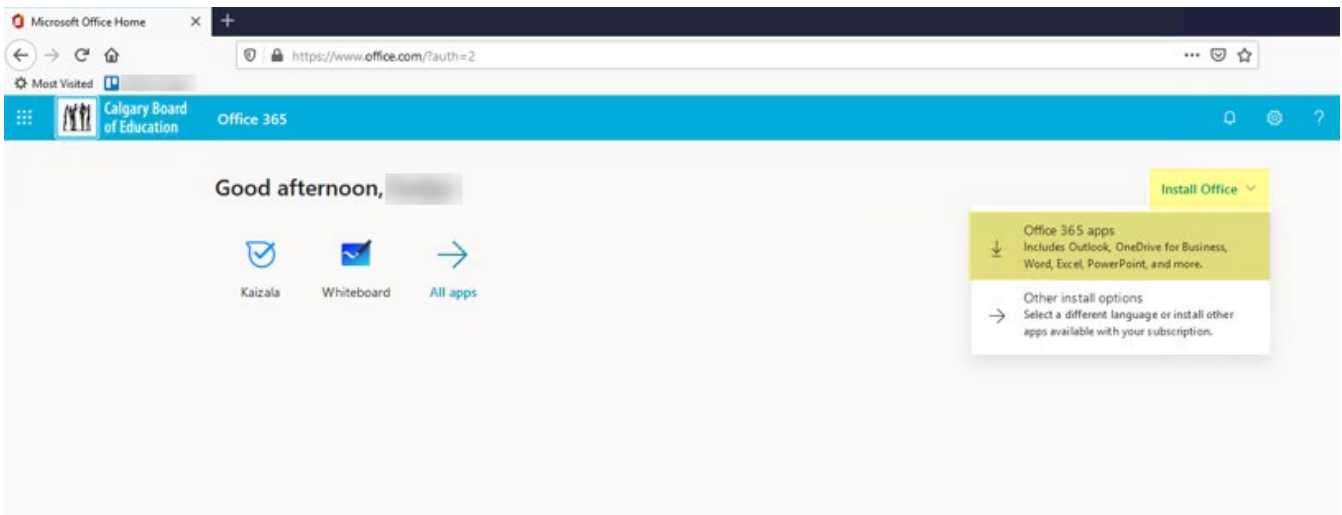 Microsoft Office Home
https://www.office.com/?auth=2
Most Visited
Calgary Board
of Education
Office 365
?
Good afternoon,
Install Office
Office 365 apps
Includes Outlook, OneDrive for Business,
Word, Excel, PowerPoint, and more.
Kaizala
Whiteboard
All apps
Other install options
Select a different language or install other
apps available with your subscription.